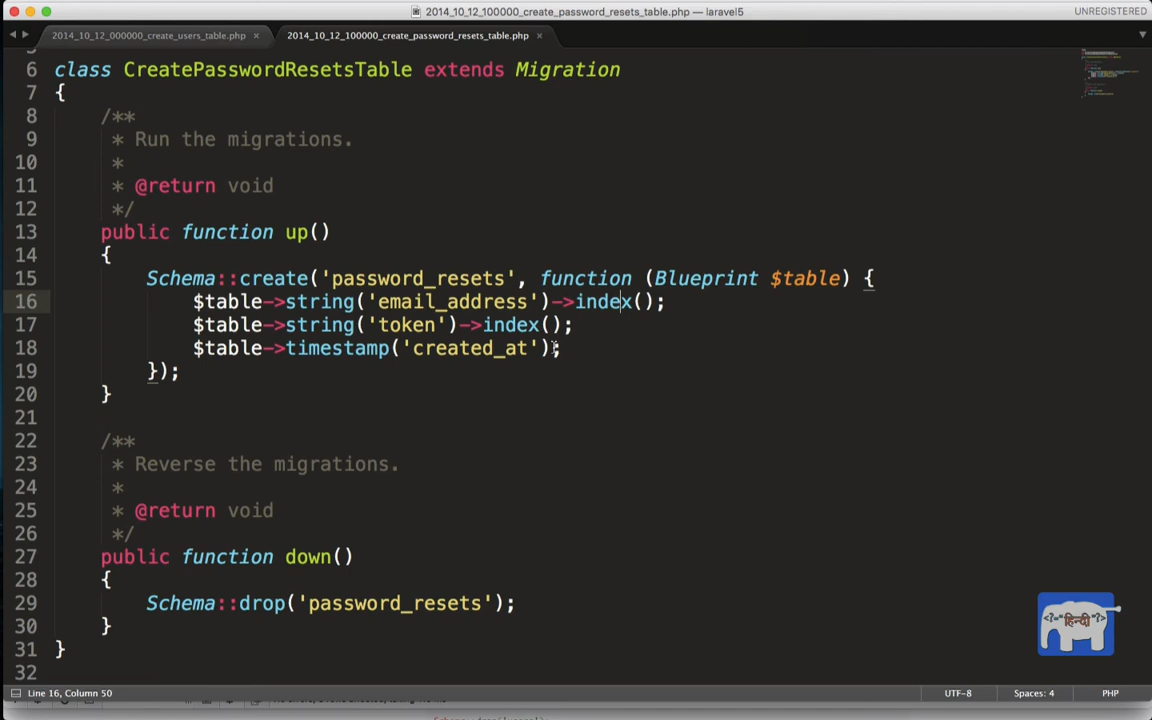 2014_10_12_100000_create_password_resets_table.php — laravel5
UNREGISTERED
2014_10_12_000000_create_users_table.php ×
2014_10_12_100000_create_password_resets_table.php ×
6 class CreatePasswordResetsTable extends Migration
7 {
8 /**
9 * Run the migrations.
10 *
11 * @return void
12 */
13 public function up()
14 {
15 Schema::create('password_resets', function (Blueprint $table) {
16 $table->string('email_address')->index();
17 $table->string('token')->index();
18 $table->timestamp('created_at');
19 });
20 }
21
22 /**
23 * Reverse the migrations.
24 *
25 * @return void
26 */
27 public function down()
28 {
29 Schema::drop('password_resets');
30 }
31 }
32
<?="हिन्दी"?>
Line 16, Column 50
UTF-8
Spaces: 4
PHP